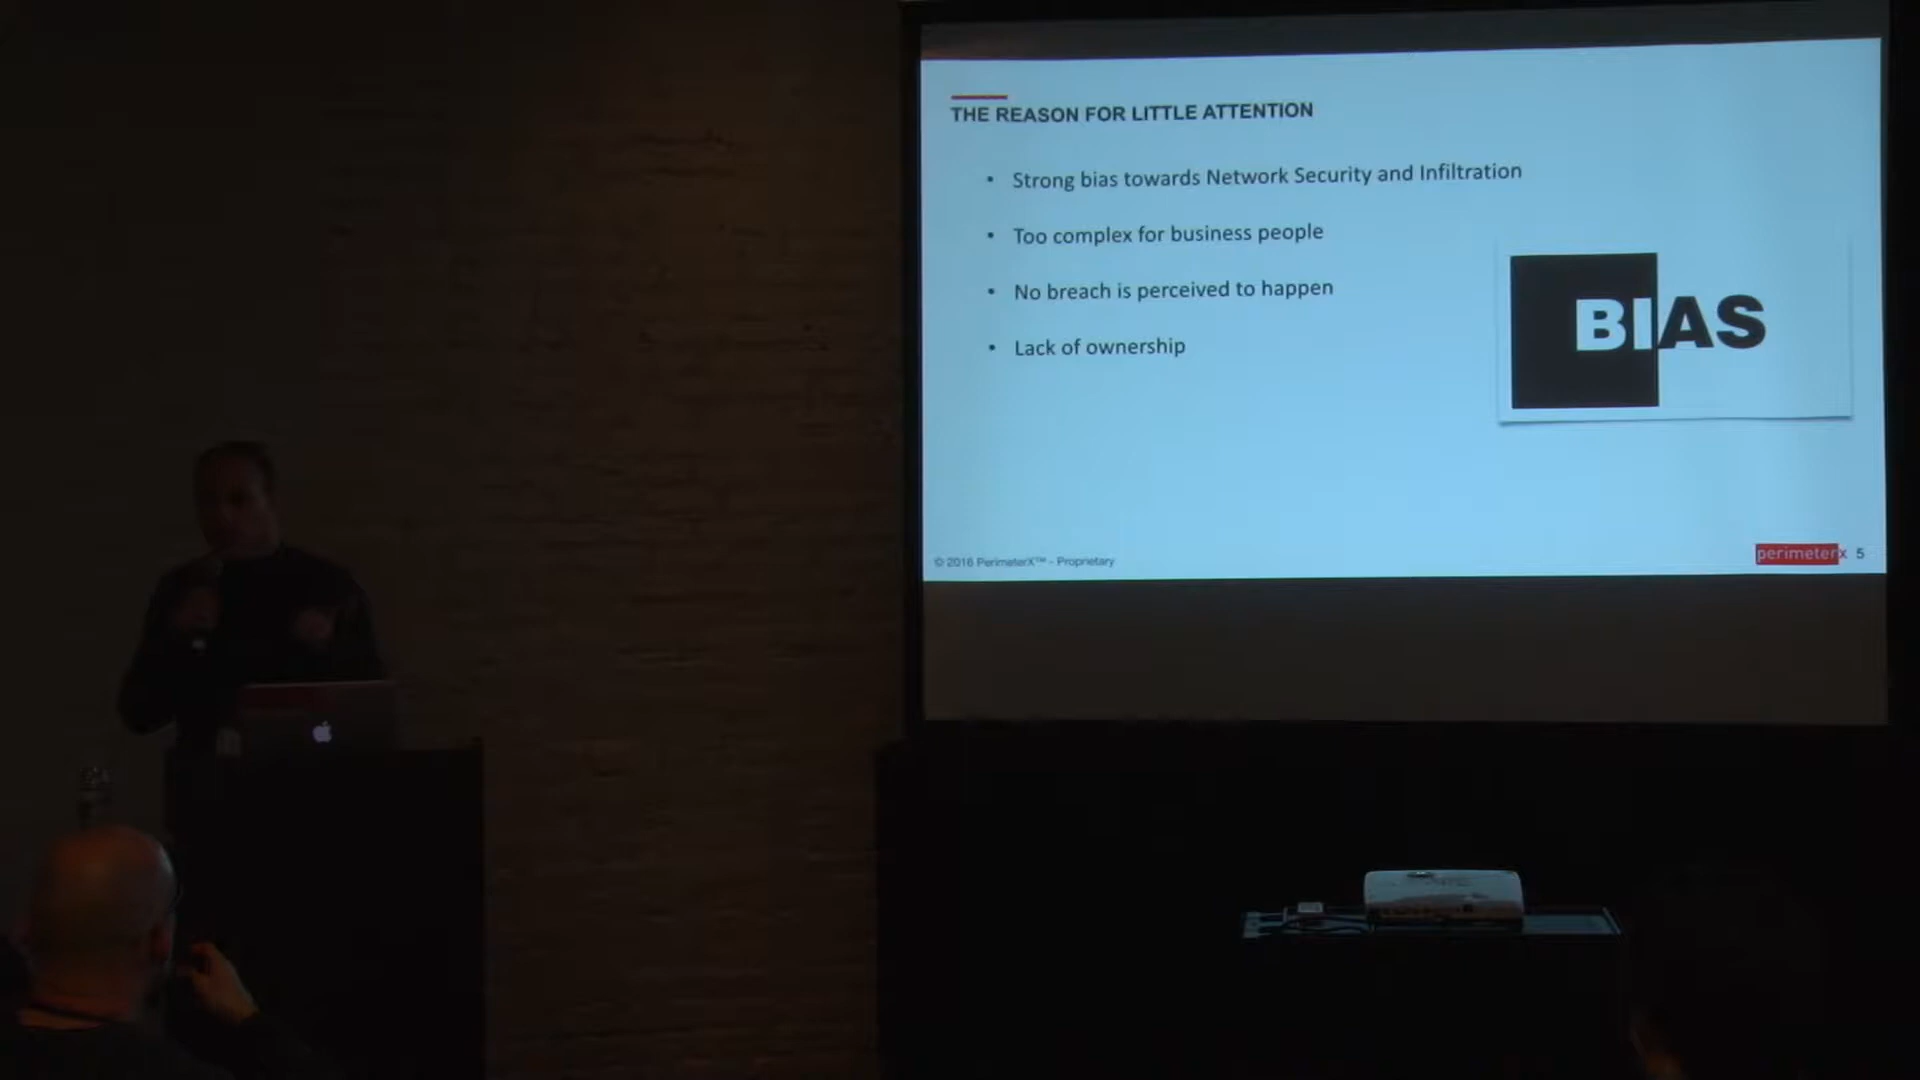 THE REASON FOR LITTLE ATTENTION
• Strong bias towards Network Security and Infiltration
• Too complex for business people
• No breach is perceived to happen
• Lack of ownership
BIAS
© 2016 PerimeterX™ - Proprietary
perimeterx 5